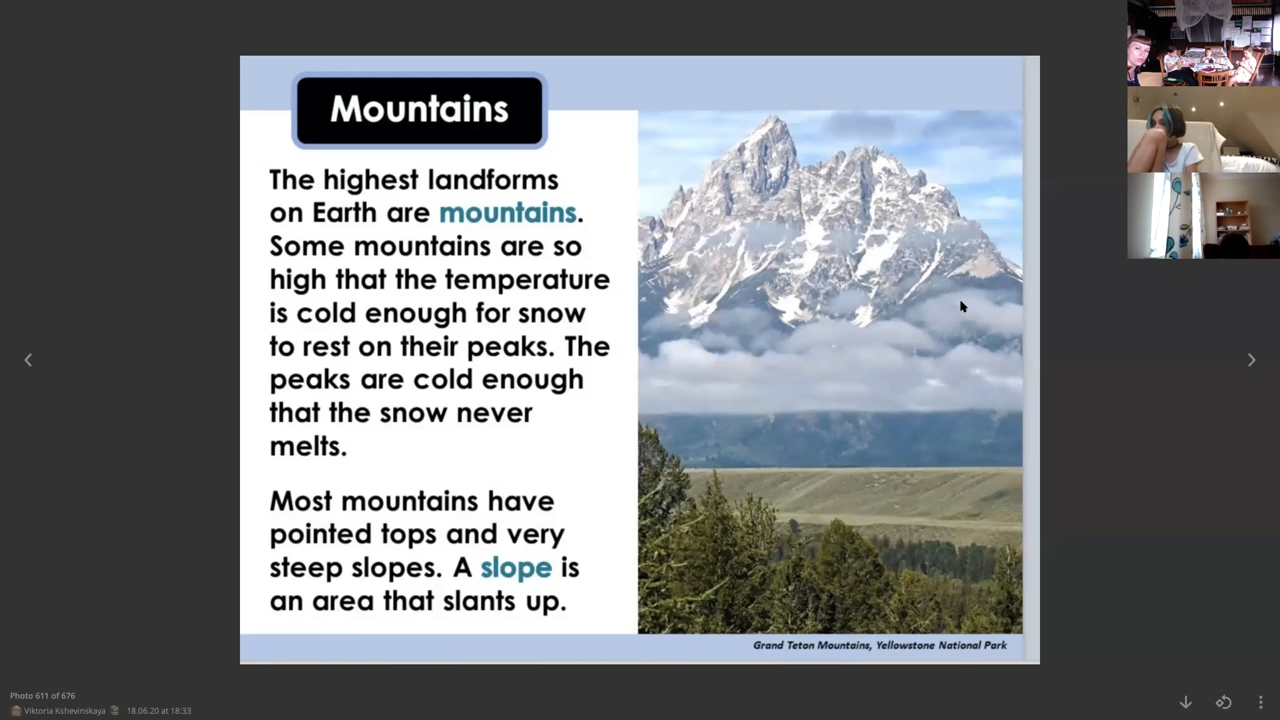 Mountains
The highest landforms
on Earth are mountains.
Some mountains are so
high that the temperature
is cold enough for snow
to rest on their peaks. The
peaks are cold enough
that the snow never
melts.
Most mountains have
pointed tops and very
steep slopes. A slope is
an area that slants up.
Grand Teton Mountains, Yellowstone National Park
Photo 611 of 676
Viktoria Kshevinskaya 18.06.20 at 18:33